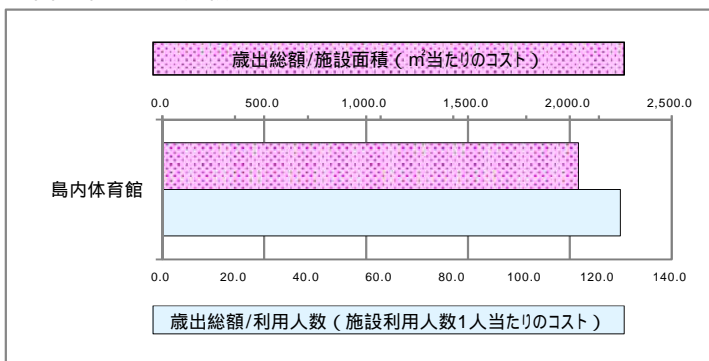 歳出総額/施設面積（㎡当たりのコスト）
0.0 500.0 1,000.0 1,500.0 2,000.0 2,500.0
島内体育館
0.0 20.0 40.0 60.0 80.0 100.0 120.0 140.0
歳出総額/利用人数（施設利用人数1人当たりのコスト）